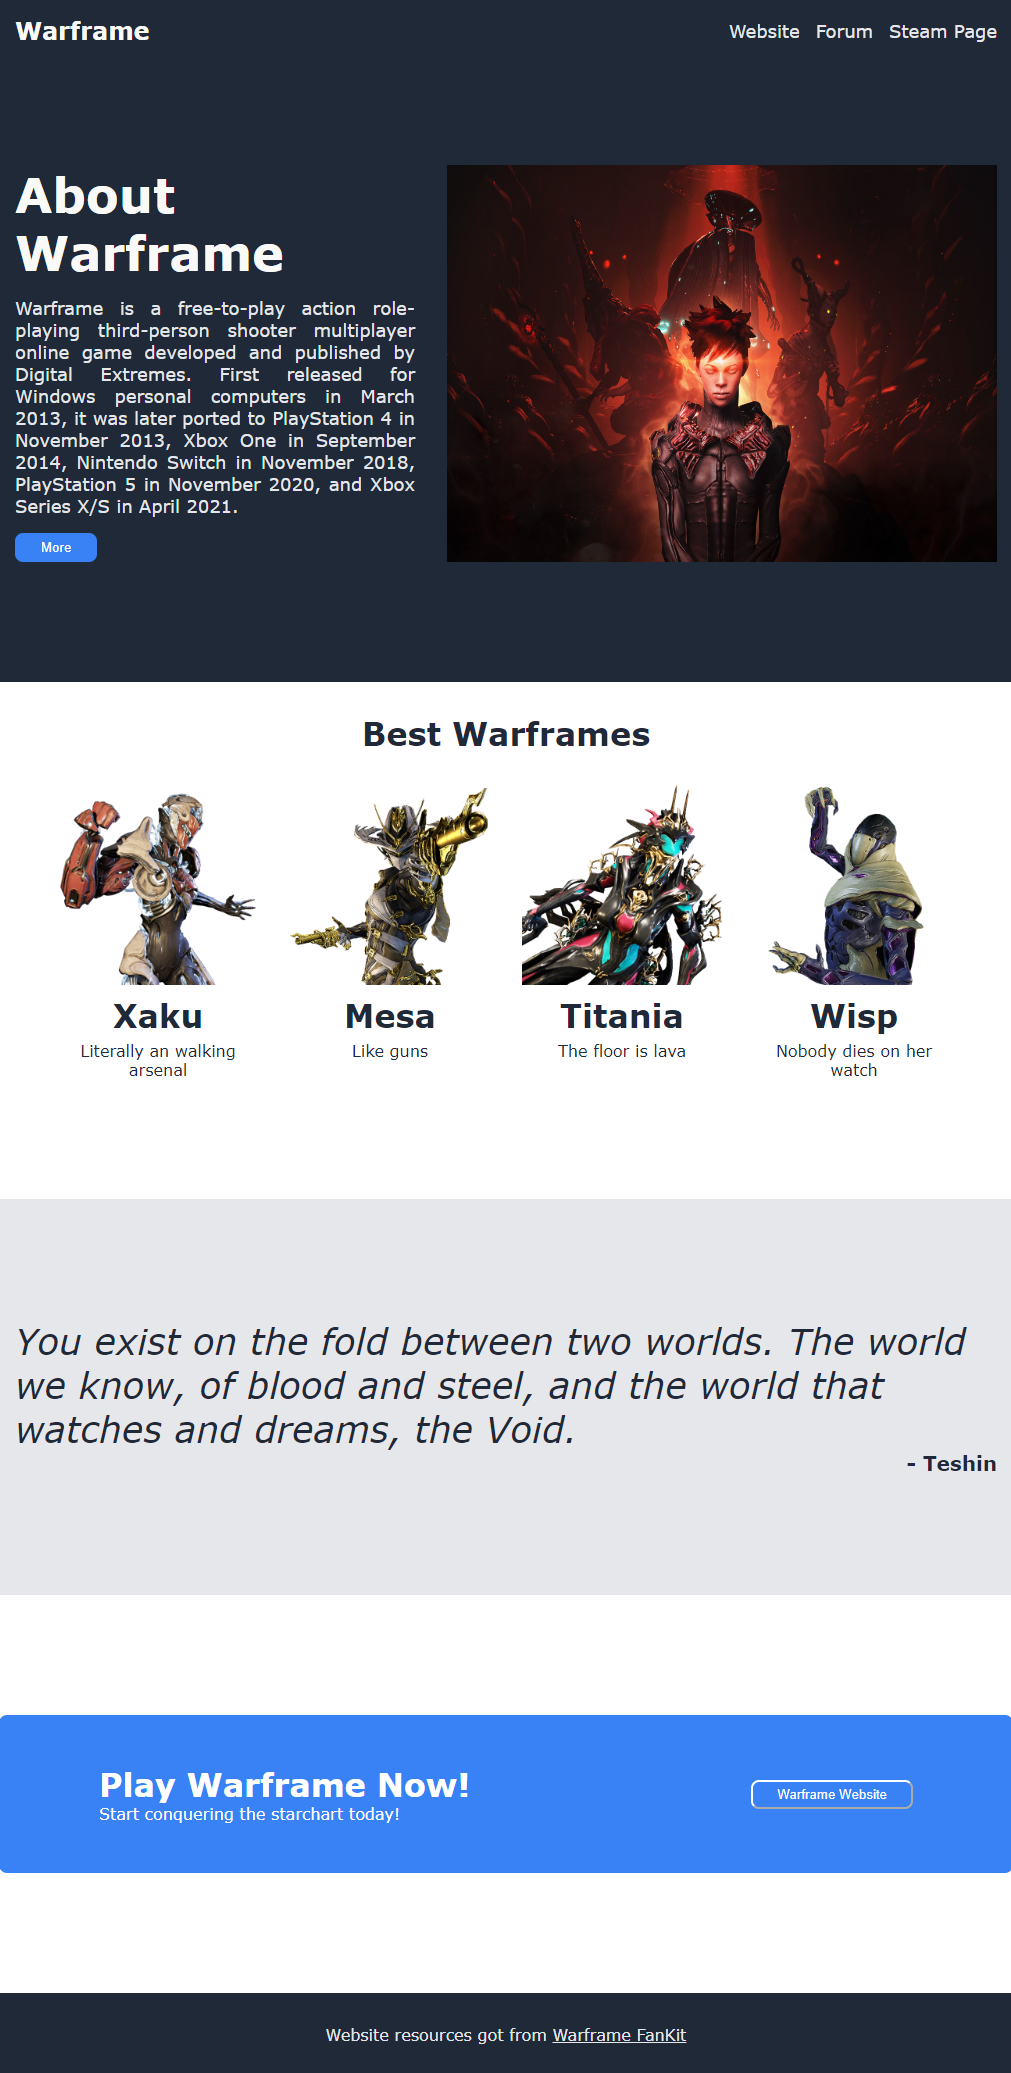 Warframe
Website Forum Steam Page
About
Warframe
Warframe is a free-to-play action role-
playing third-person shooter multiplayer
online game developed and published by
Digital Extremes. First released for
Windows personal computers in March
2013, it was later ported to PlayStation 4 in
November 2013, Xbox One in September
2014, Nintendo Switch in November 2018,
PlayStation 5 in November 2020, and Xbox
Series X/S in April 2021.
More
Best Warframes
Xaku
Literally an walking
arsenal
Mesa
Like guns
Titania
The floor is lava
Wisp
Nobody dies on her
watch
You exist on the fold between two worlds. The world
we know, of blood and steel, and the world that
watches and dreams, the Void.
- Teshin
Play Warframe Now!
Start conquering the starchart today!
Warframe Website
Website resources got from Warframe FanKit